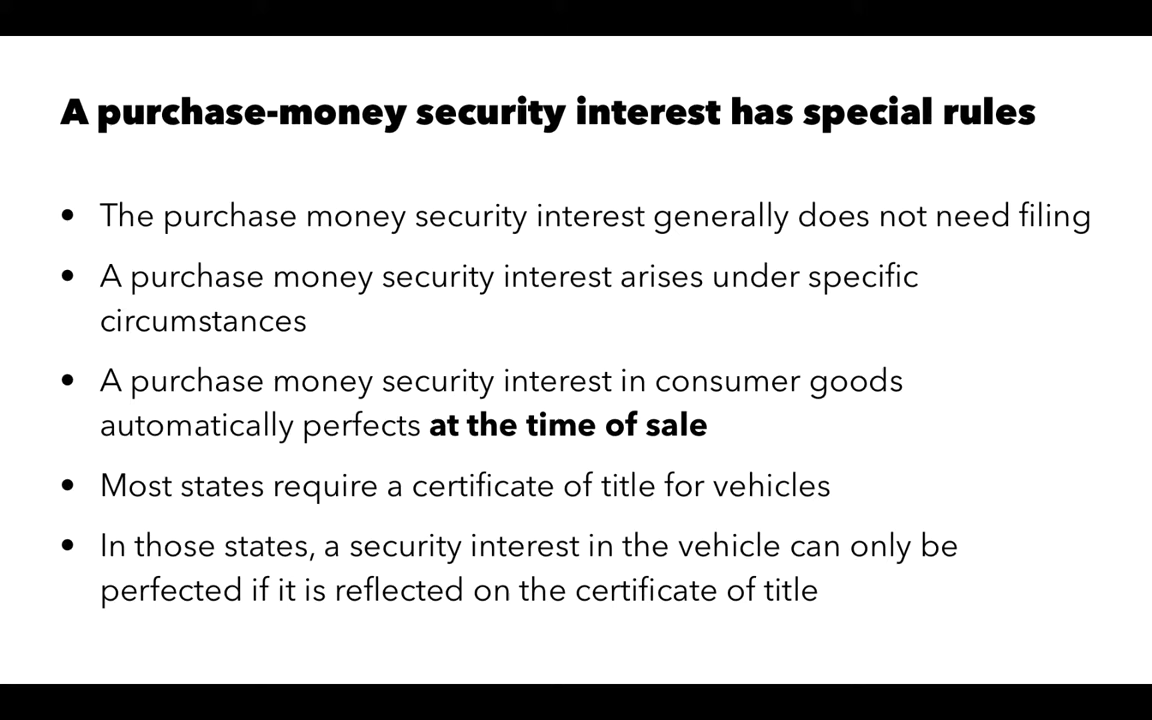 A purchase-money security interest has special rules
• The purchase money security interest generally does not need filing
• A purchase money security interest arises under specific
circumstances
• A purchase money security interest in consumer goods
automatically perfects at the time of sale
• Most states require a certificate of title for vehicles
• In those states, a security interest in the vehicle can only be
perfected if it is reflected on the certificate of title